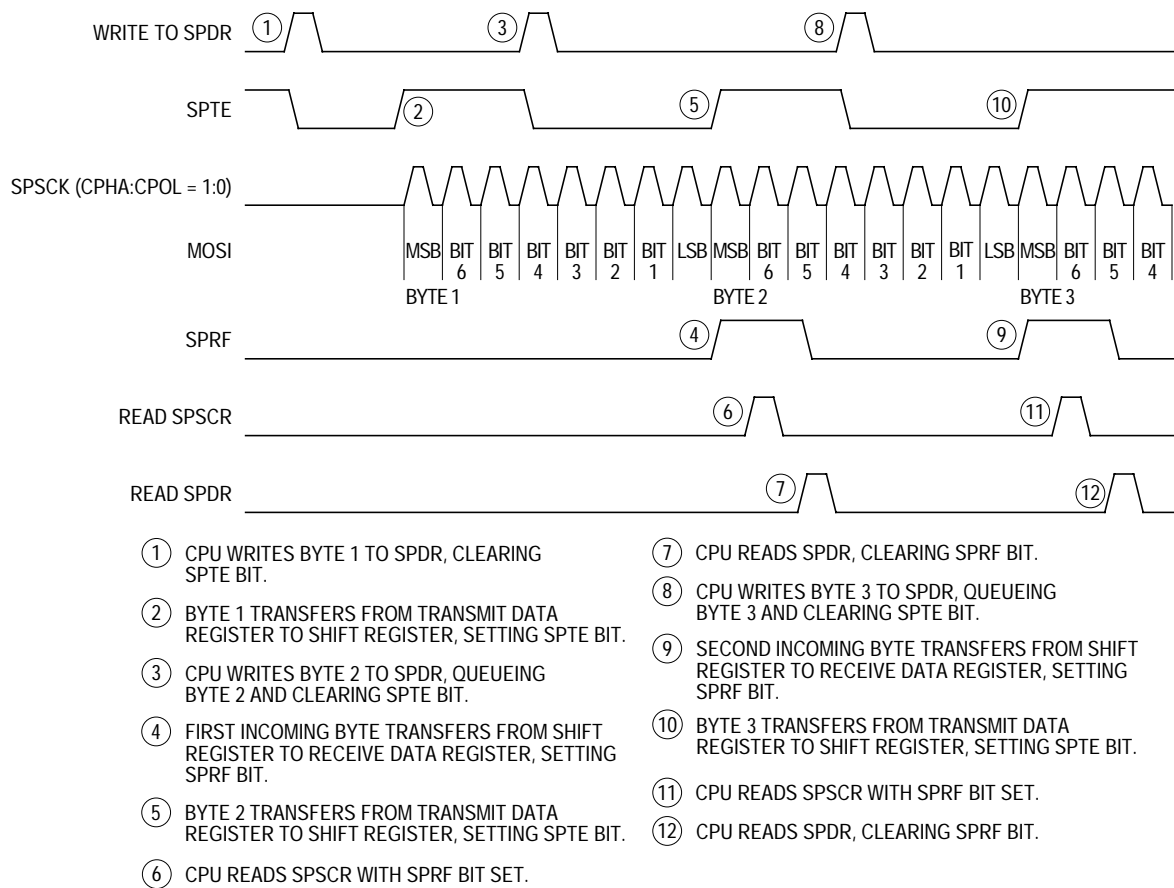 WRITE TO SPDR 1 3 8
SPTE 2 5 10
SPSCK (CPHA:CPOL = 1:0)
MOSI MSB BIT 6 BIT 5 BIT 4 BIT 3 BIT 2 BIT 1 LSB MSB BIT 6 BIT 5 BIT 4 BIT 3 BIT 2 BIT 1 LSB MSB BIT 6 BIT 5 BIT 4
BYTE 1 BYTE 2 BYTE 3
SPRF 4 9
READ SPSCR 6 11
READ SPDR 7 12
1 CPU WRITES BYTE 1 TO SPDR, CLEARING
SPTE BIT.
2 BYTE 1 TRANSFERS FROM TRANSMIT DATA
REGISTER TO SHIFT REGISTER, SETTING SPTE BIT.
3 CPU WRITES BYTE 2 TO SPDR, QUEUEING
BYTE 2 AND CLEARING SPTE BIT.
4 FIRST INCOMING BYTE TRANSFERS FROM SHIFT
REGISTER TO RECEIVE DATA REGISTER, SETTING
SPRF BIT.
5 BYTE 2 TRANSFERS FROM TRANSMIT DATA
REGISTER TO SHIFT REGISTER, SETTING SPTE BIT.
6 CPU READS SPSCR WITH SPRF BIT SET.
7 CPU READS SPDR, CLEARING SPRF BIT.
8 CPU WRITES BYTE 3 TO SPDR, QUEUEING
BYTE 3 AND CLEARING SPTE BIT.
9 SECOND INCOMING BYTE TRANSFERS FROM SHIFT
REGISTER TO RECEIVE DATA REGISTER, SETTING
SPRF BIT.
10 BYTE 3 TRANSFERS FROM TRANSMIT DATA
REGISTER TO SHIFT REGISTER, SETTING SPTE BIT.
11 CPU READS SPSCR WITH SPRF BIT SET.
12 CPU READS SPDR, CLEARING SPRF BIT.